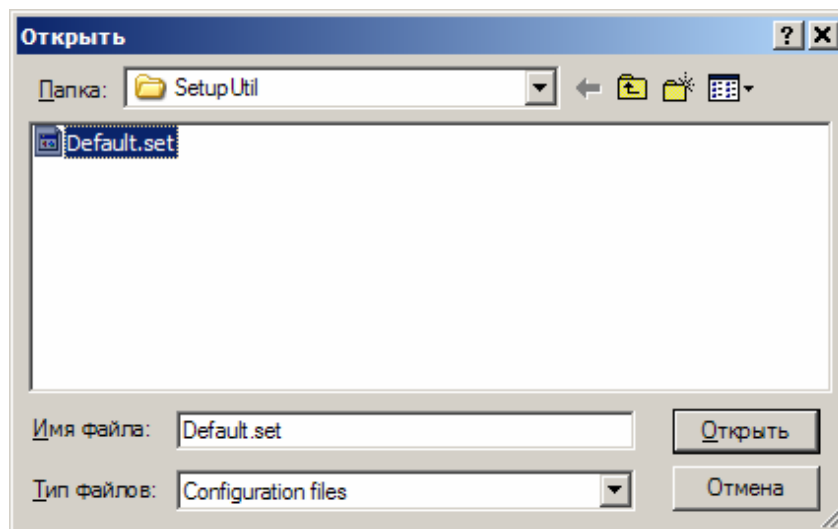 Открыть
Папка: SetupUtil
Default.set
Имя файла: Default.set Открыть
Тип файлов: Configuration files Отмена